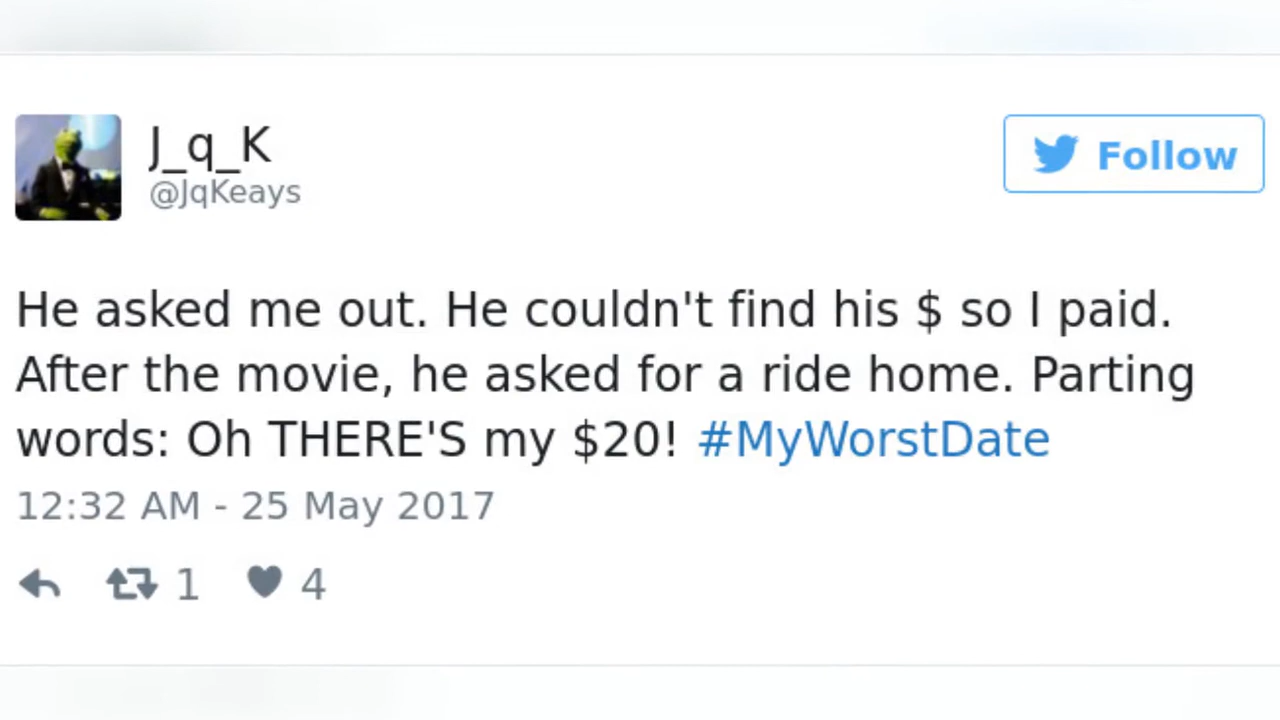 J_q_K
@JqKeays
Follow
He asked me out. He couldn't find his $ so I paid.
After the movie, he asked for a ride home. Parting
words: Oh THERE'S my $20! #MyWorstDate
12:32 AM - 25 May 2017
1 4